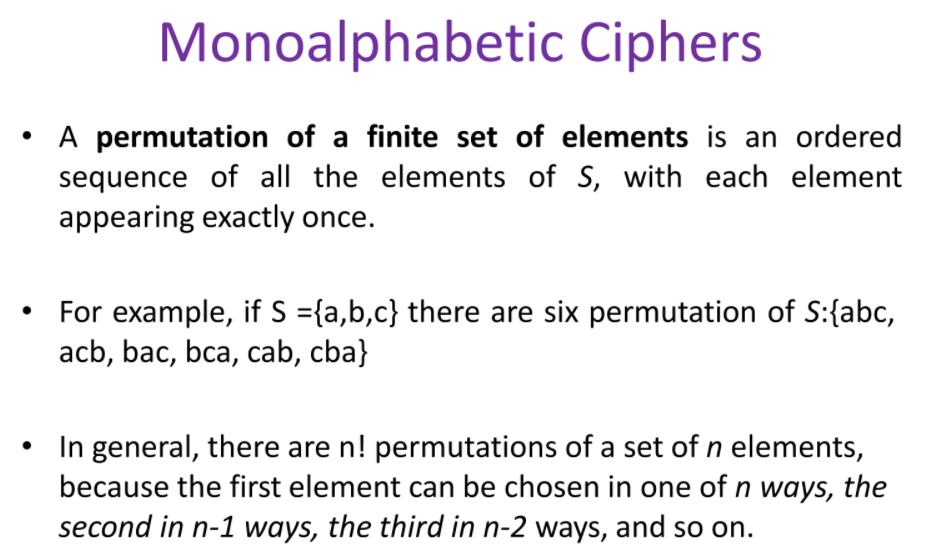 Monoalphabetic Ciphers
• A permutation of a finite set of elements is an ordered
sequence of all the elements of S, with each element
appearing exactly once.
• For example, if S ={a,b,c} there are six permutation of S:{abc,
acb, bac, bca, cab, cba}
• In general, there are n! permutations of a set of n elements,
because the first element can be chosen in one of n ways, the
second in n-1 ways, the third in n-2 ways, and so on.